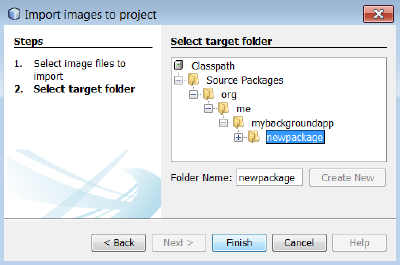 Import images to project
Steps
1. Select image files to
import
2. Select target folder
Select target folder
Classpath
Source Packages
org
me
mybackgroundapp
newpackage
Folder Name: newpackage Create New
< Back Next > Finish Cancel Help